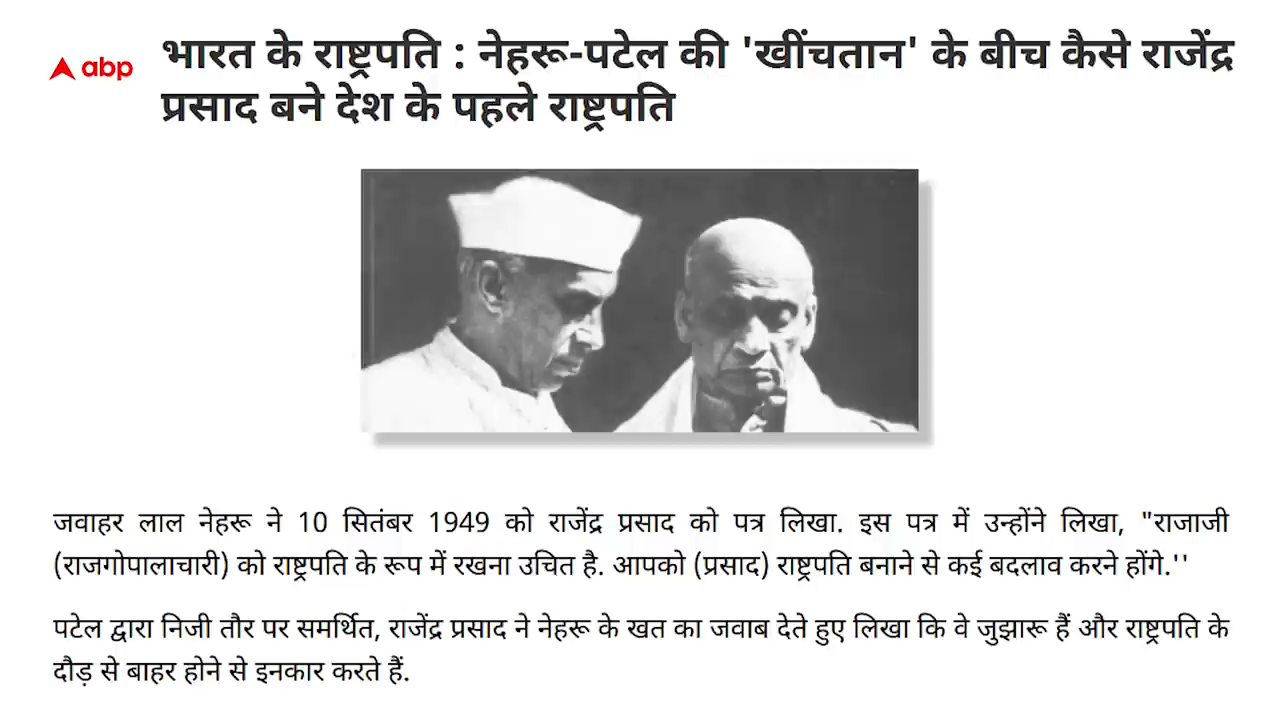 abp
भारत के राष्ट्रपति : नेहरू-पटेल की 'खींचतान' के बीच कैसे राजेंद्र
प्रसाद बने देश के पहले राष्ट्रपति
जवाहर लाल नेहरू ने 10 सितंबर 1949 को राजेंद्र प्रसाद को पत्र लिखा. इस पत्र में उन्होंने लिखा, "राजाजी
(राजगोपालाचारी) को राष्ट्रपति के रूप में रखना उचित है. आपको (प्रसाद) राष्ट्रपति बनाने से कई बदलाव करने होंगे.''
पटेल द्वारा निजी तौर पर समर्थित, राजेंद्र प्रसाद ने नेहरू के खत का जवाब देते हुए लिखा कि वे जुझारू हैं और राष्ट्रपति के
दौड़ से बाहर होने से इनकार करते हैं.